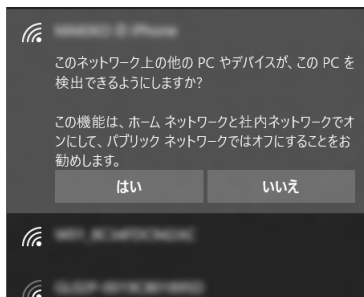 このネットワーク上の他の PC やデバイスが、この PC を
検出できるようにしますか?
この機能は、ホーム ネットワークと社内ネットワークでオ
ンにして、パブリック ネットワークではオフにすることをお
勧めします。
はい
いいえ